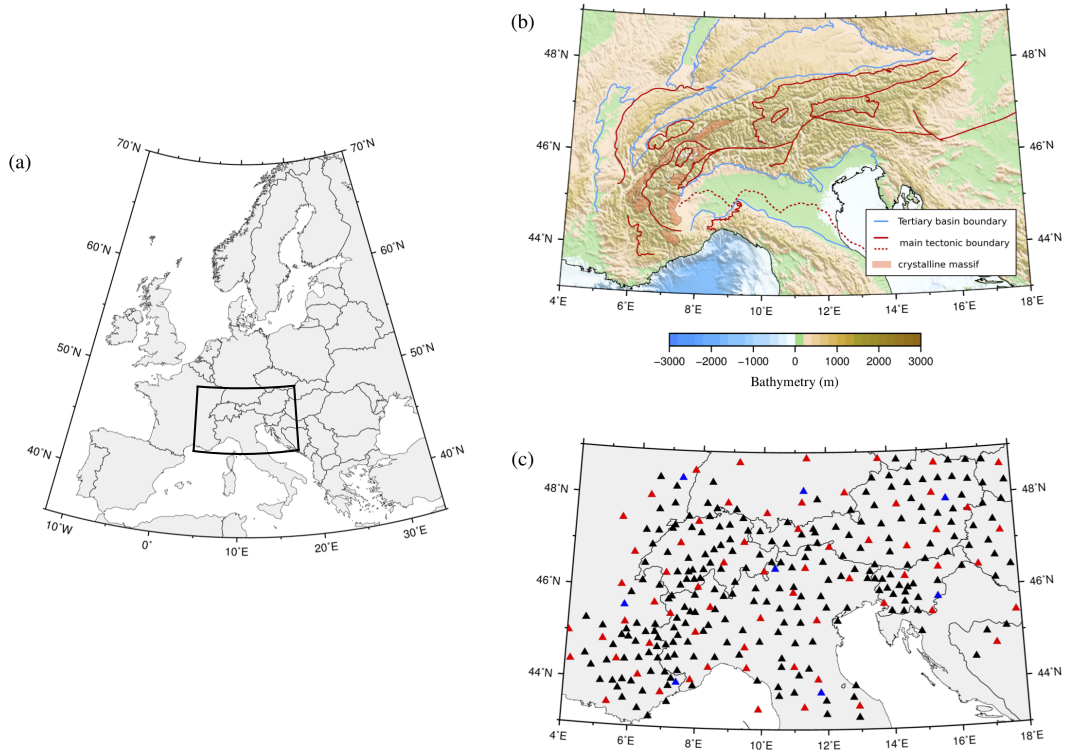 (a)
70˚N
70˚N
60˚N
60˚N
50˚N
50˚N
40˚N
40˚N
10˚W
0˚
10˚E
20˚E
30˚E
(b)
48˚N
48˚N
46˚N
46˚N
44˚N
44˚N
4˚E
6˚E
8˚E
10˚E
12˚E
14˚E
16˚E
18˚E
Tertiary basin boundary
main tectonic boundary
crystalline massif
−3000 −2000 −1000 0 1000 2000 3000
Bathymetry (m)
(c)
48˚N
48˚N
46˚N
46˚N
44˚N
44˚N
4˚E
6˚E
8˚E
10˚E
12˚E
14˚E
16˚E
18˚E